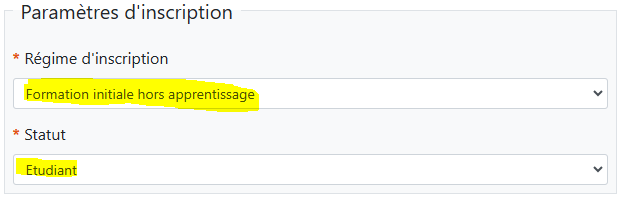 Paramètres d'inscription
* Régime d'inscription
Formation initiale hors apprentissage
* Statut
Etudiant